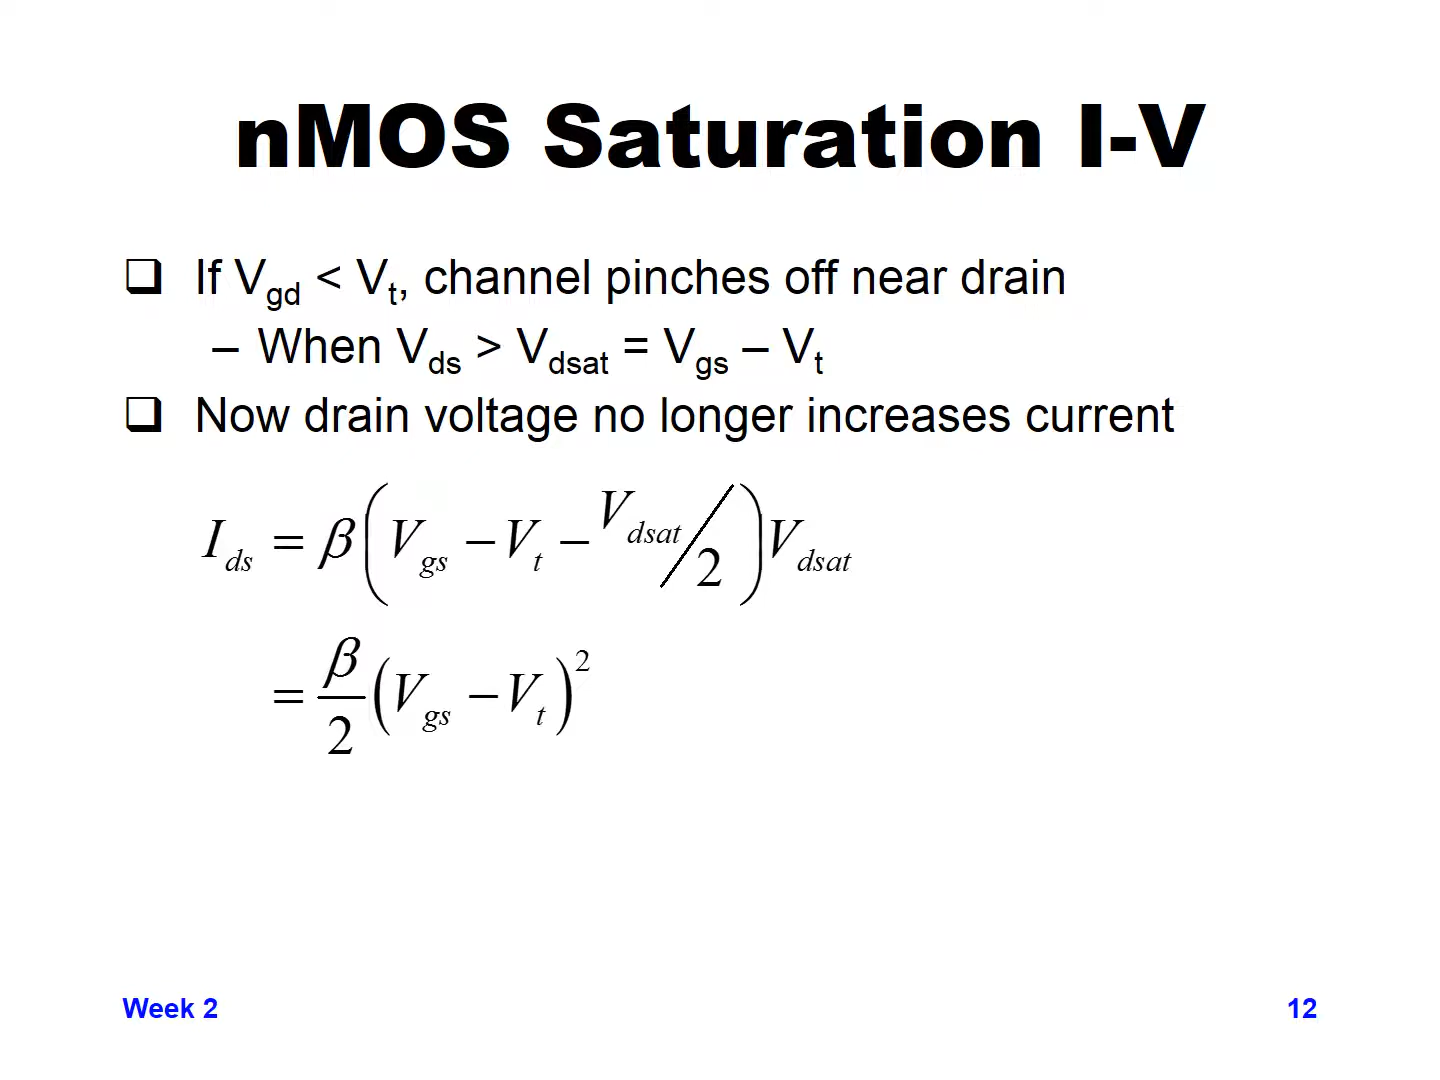 nMOS Saturation I-V
❑ If Vgd < Vt, channel pinches off near drain
– When Vds > Vdsat = Vgs – Vt
❑ Now drain voltage no longer increases current
Ids = β(Vgs − Vt − Vdsat/2)Vdsat
= β/2 (Vgs − Vt)²
Week 2
12